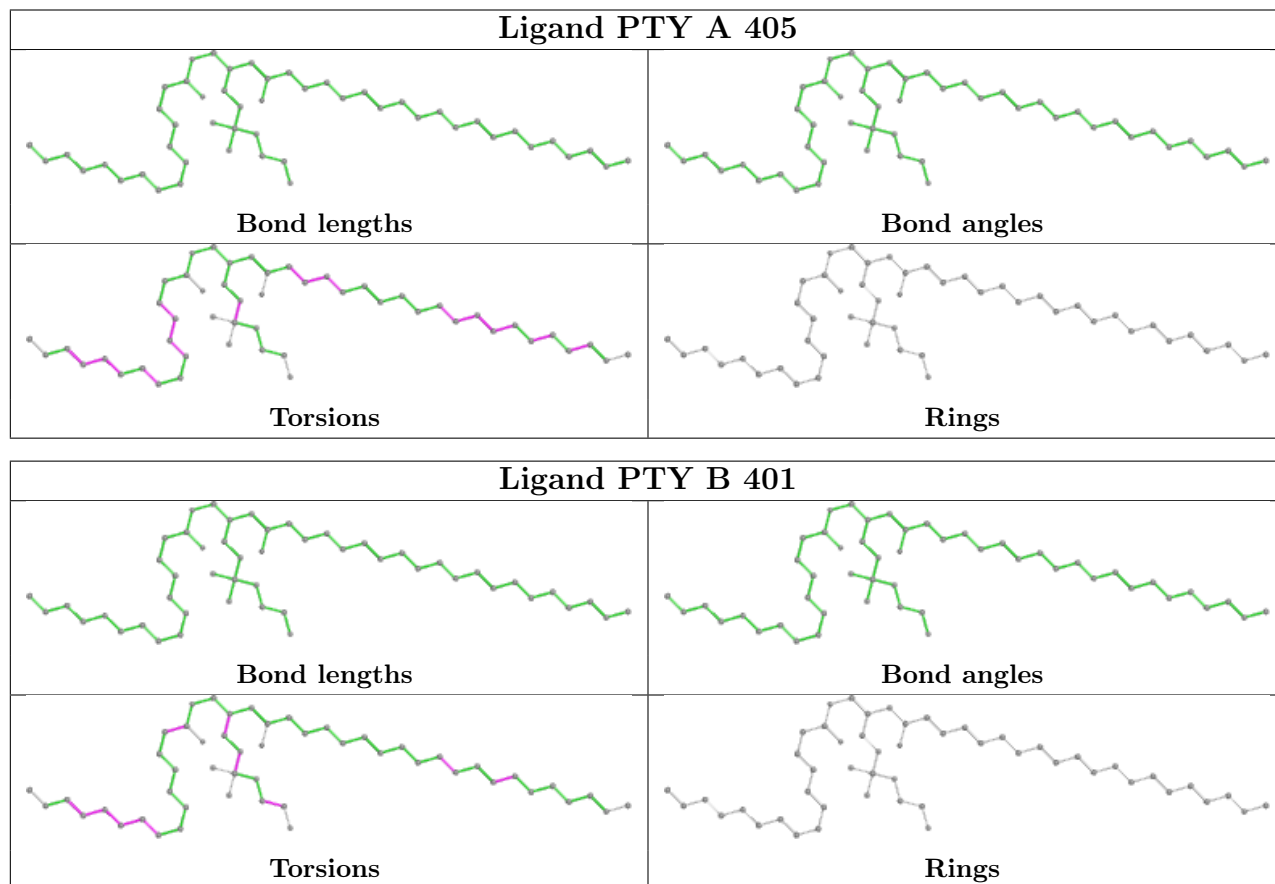 Ligand PTY A 405
Bond lengths
Bond angles
Torsions
Rings
Ligand PTY B 401
Bond lengths
Bond angles
Torsions
Rings